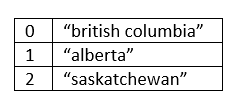 0 “british columbia”
1 “alberta”
2 “saskatchewan”